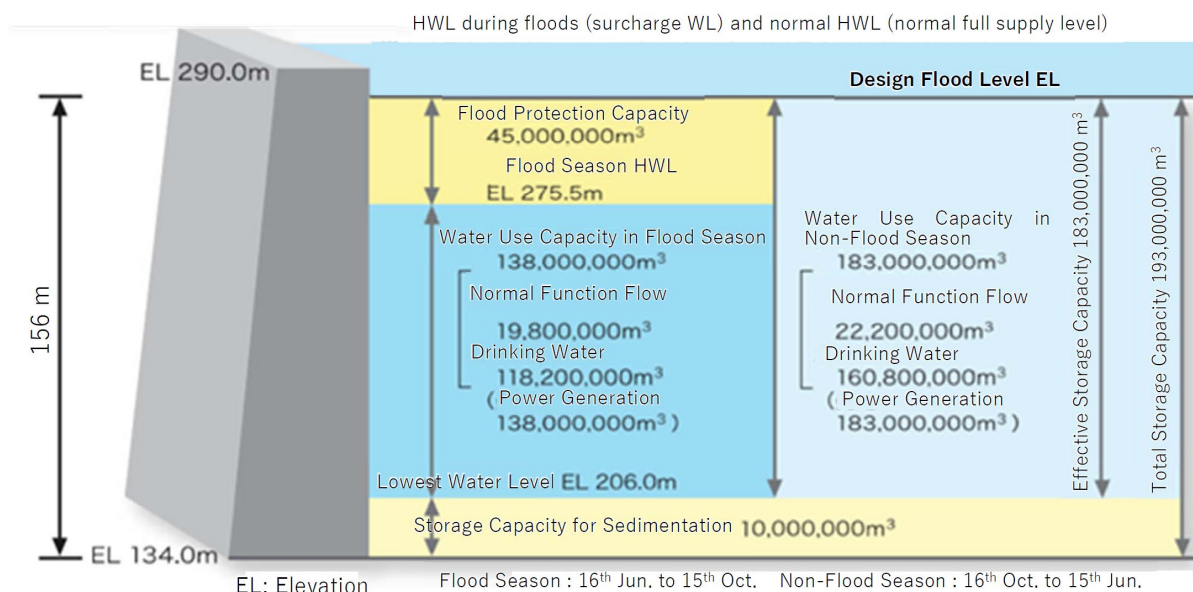 HWL during floods (surcharge WL) and normal HWL (normal full supply level)
EL 290.0m
Design Flood Level EL
Flood Protection Capacity
45,000,000m³
Flood Season HWL
EL 275.5m
Water Use Capacity in Flood Season
138,000,000m³
Normal Function Flow
19,800,000m³
Drinking Water
118,200,000m³
(Power Generation
138,000,000m³)
Water Use Capacity in
Non-Flood Season
183,000,000m³
Normal Function Flow
22,200,000m³
Drinking Water
160,800,000m³
(Power Generation
183,000,000m³)
Effective Storage Capacity 183,000,000 m³
Total Storage Capacity 193,000,000 m³
156 m
Lowest Water Level EL 206.0m
Storage Capacity for Sedimentation 10,000,000m³
EL 134.0m
EL: Elevation
Flood Season : 16th Jun. to 15th Oct. Non-Flood Season : 16th Oct. to 15th Jun.